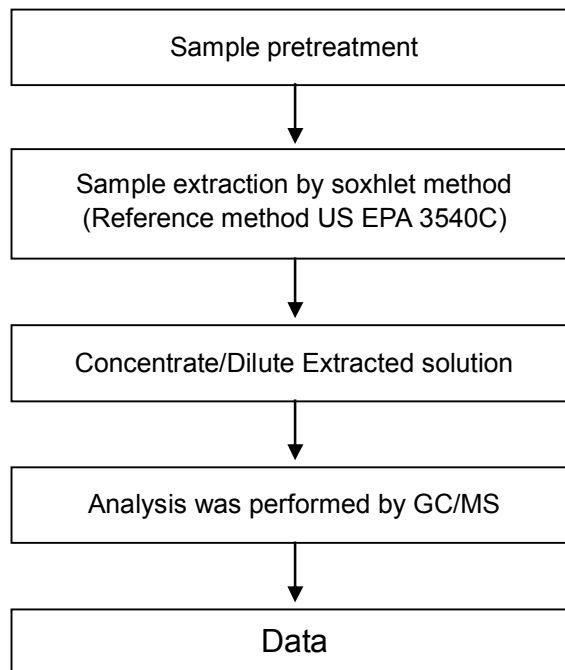 Sample pretreatment
Sample extraction by soxhlet method
(Reference method US EPA 3540C)
Concentrate/Dilute Extracted solution
Analysis was performed by GC/MS
Data